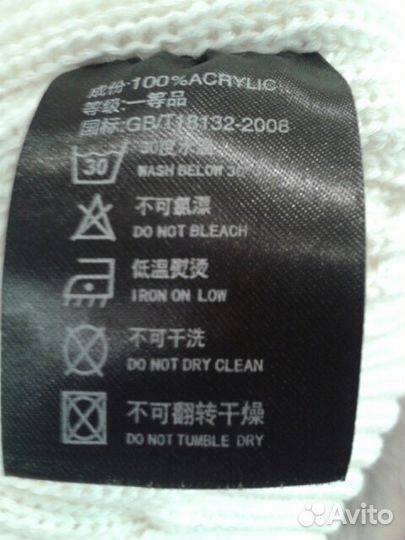 成份:100%ACRYLIC
等级:一等品
国标:GB/T18132-2008
30度水温
30
WASH BELOW 30°
不可氯漂
DO NOT BLEACH
低溫熨烫
IRON ON LOW
不可干洗
DO NOT DRY CLEAN
不可翻转干燥
DO NOT TUMBLE DRY
Avito